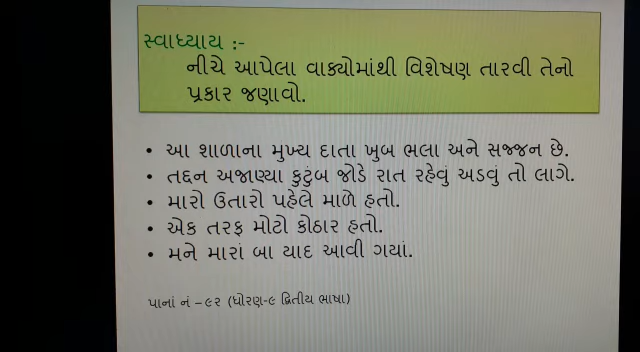 સ્વાધ્યાય :-
નીચે આપેલા વાક્યોમાંથી વિશેષણ તારવી તેનો
પ્રકાર જણાવો.
• આ શાળાના મુખ્ય દાતા ખુબ ભલા અને સજ્જન છે.
• તદ્દન અજાણ્યા કુટુંબ જોડે રાત રહેવું અડવું તો લાગે.
• મારો ઉતારો પહેલે માળે હતો.
• એક તરફ મોટો કોઠાર હતો.
• મને મારાં બા યાદ આવી ગયાં.
પાનાં નં – ૯૨ (ધોરણ-૯ દ્વિતીય ભાષા)